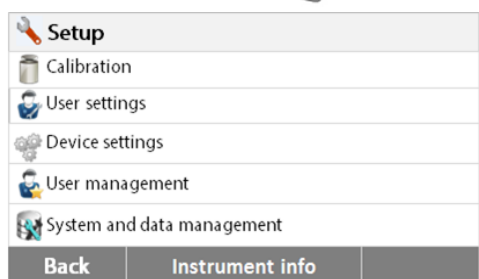 Setup
Calibration
User settings
Device settings
User management
System and data management
Back Instrument info